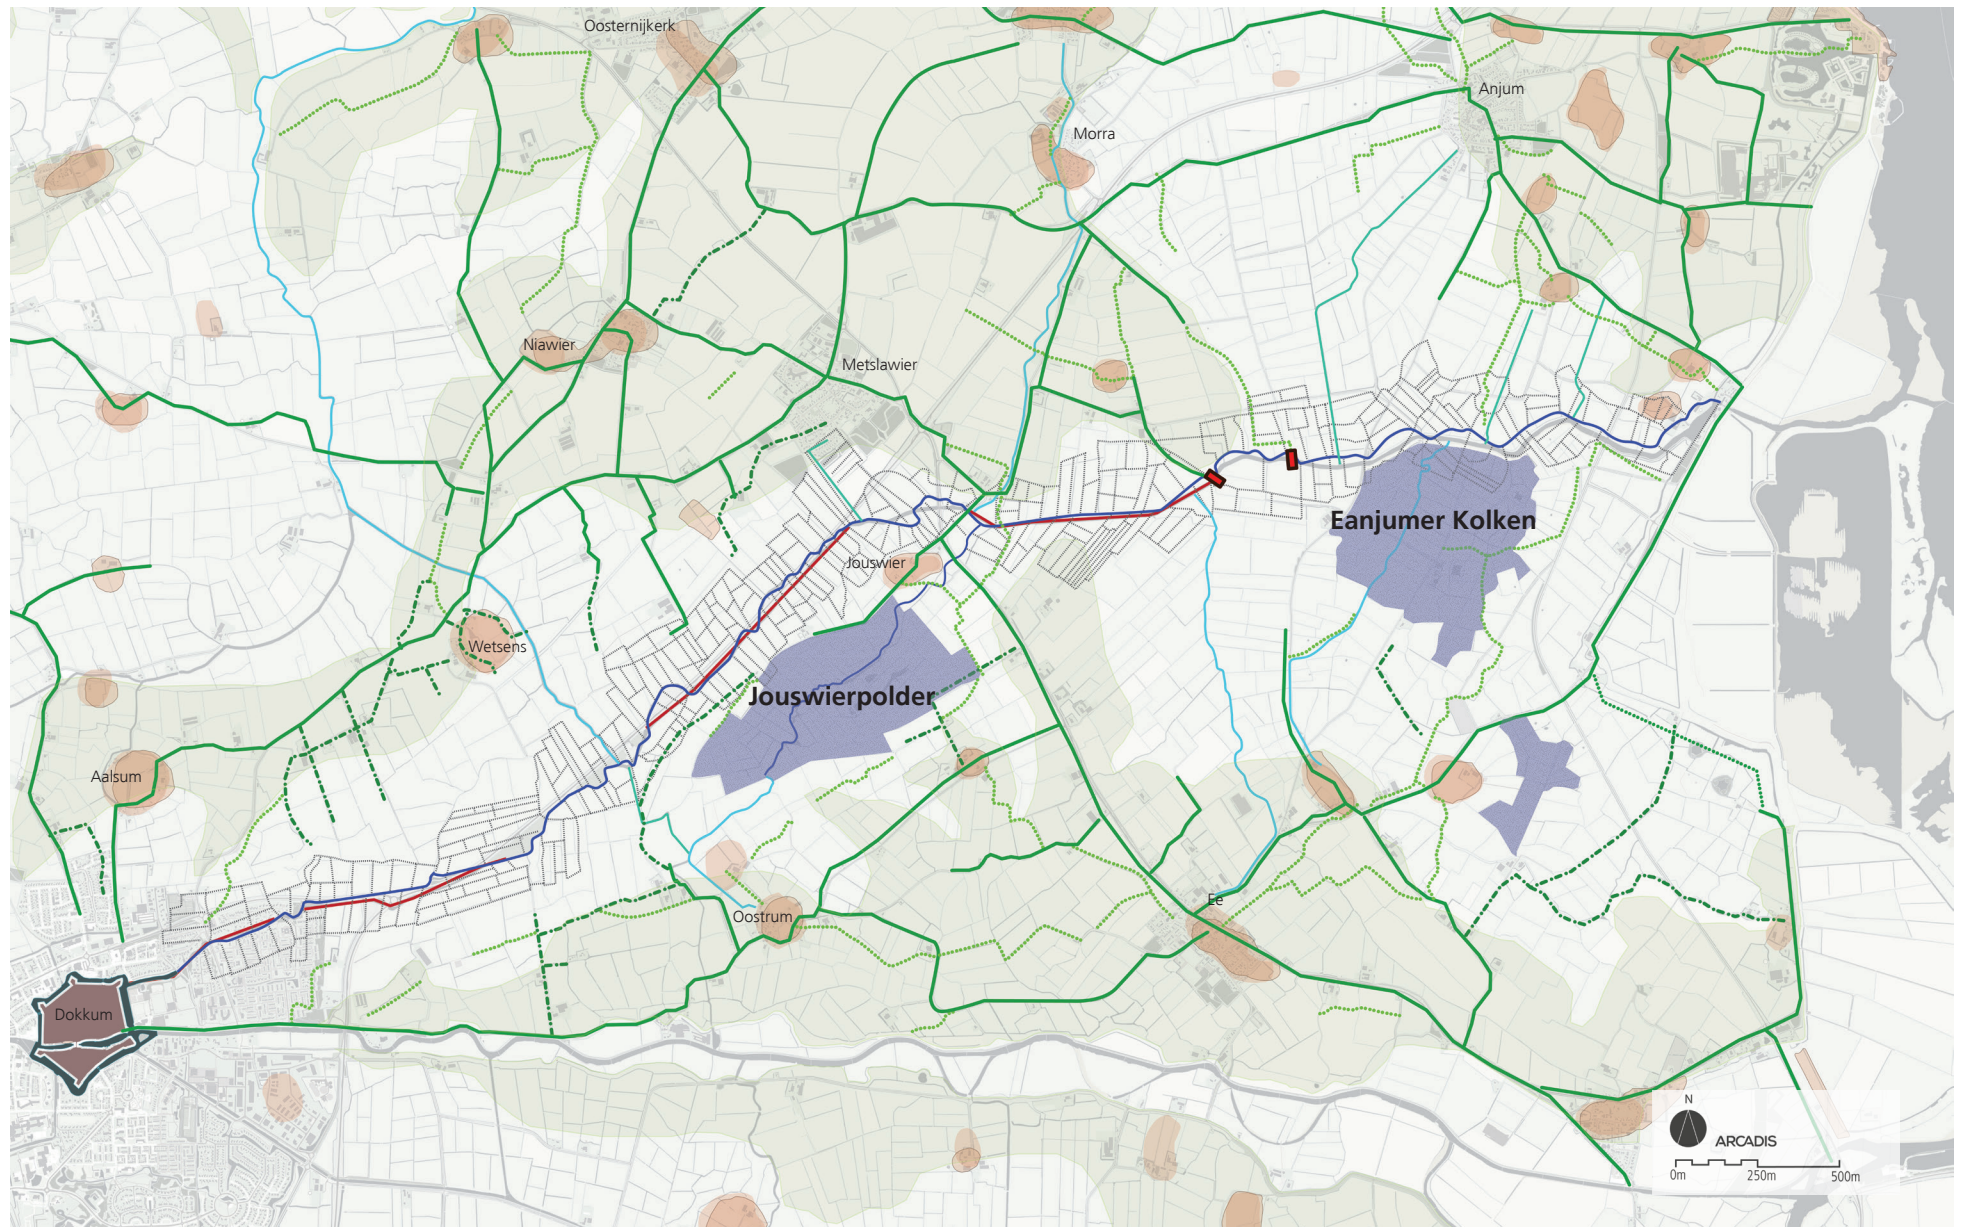 Oosternijkerk
Anjum
Morra
Niawier
Metslawier
Eanjumer Kolken
Jouswier
Wetsens
Jouswierpolder
Aalsum
Ee
Oostrum
Dokkum
N
ARCADIS
0m 250m 500m